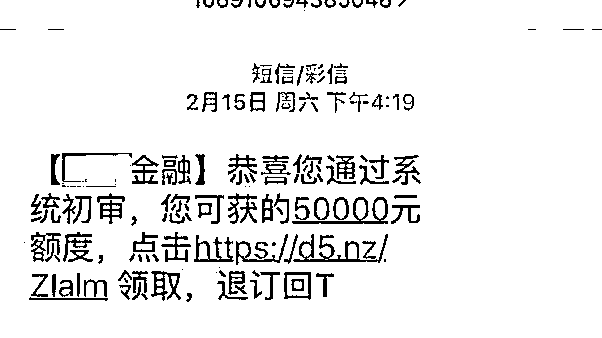 短信/彩信
2月15日 周六 下午4:19
【 金融】恭喜您通过系
统初审，您可获的50000元
额度，点击https://d5.nz/
Zlalm 领取，退订回T